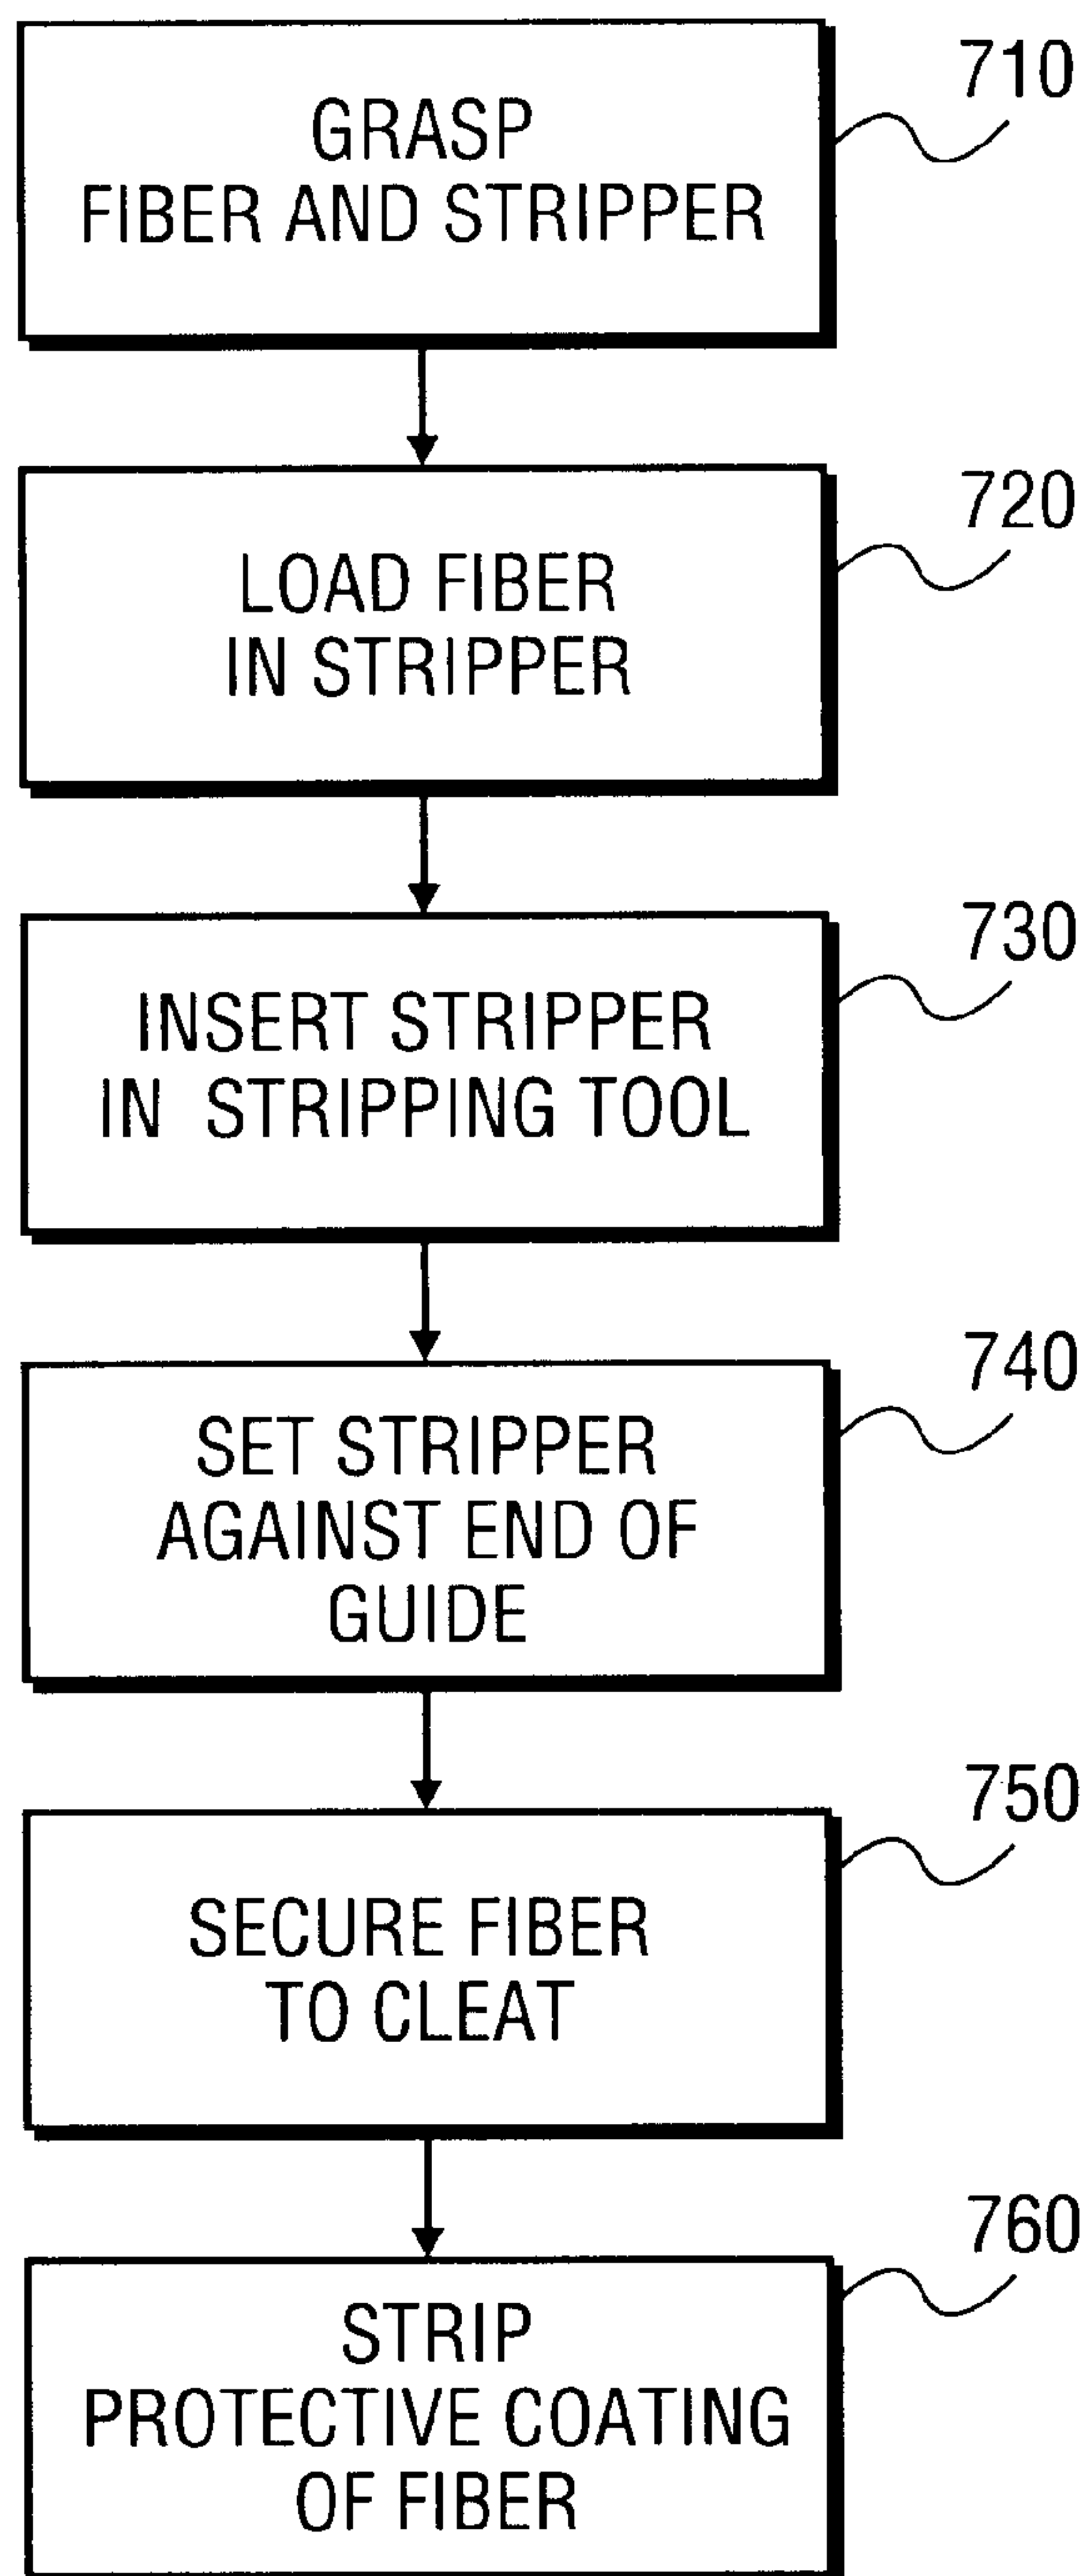 710
GRASP
FIBER AND STRIPPER
720
LOAD FIBER
IN STRIPPER
730
INSERT STRIPPER
IN STRIPPING TOOL
740
SET STRIPPER
AGAINST END OF
GUIDE
750
SECURE FIBER
TO CLEAT
760
STRIP
PROTECTIVE COATING
OF FIBER